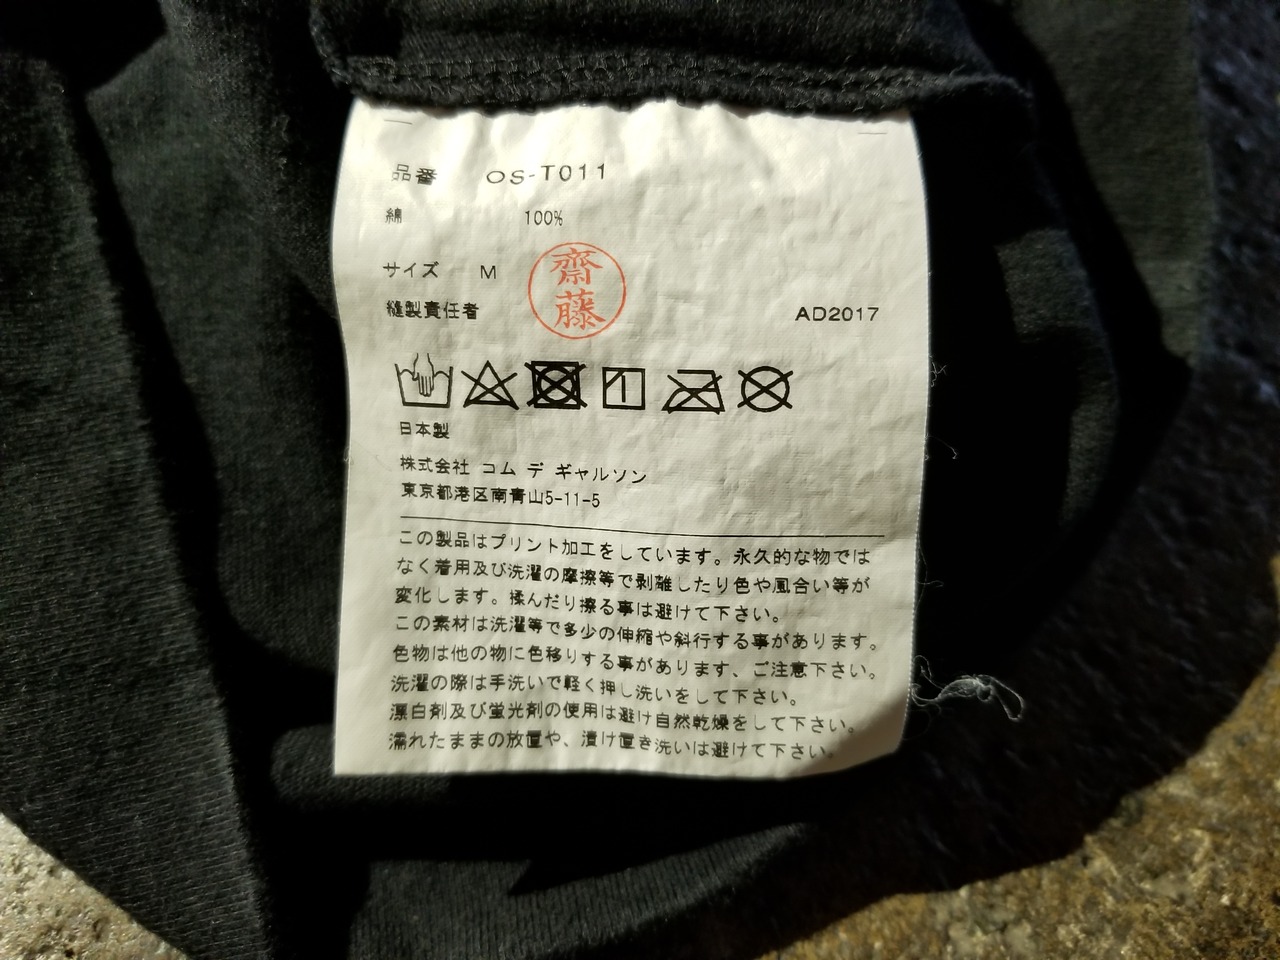 品番 OS-T011
綿 100%
サイズ M
齋藤
縫製責任者 AD2017
日本製
株式会社 コム デ ギャルソン
東京都港区南青山5-11-5
この製品はプリント加工をしています。永久的な物では
なく着用及び洗濯の摩擦等で剥離したり色や風合い等が
変化します。揉んだり擦る事は避けて下さい。
この素材は洗濯等で多少の伸縮や斜行する事があります。
色物は他の物に色移りする事があります、ご注意下さい。
洗濯の際は手洗いで軽く押し洗いをして下さい。
漂白剤及び蛍光剤の使用は避け自然乾燥をして下さい。
濡れたままの放置や、漬け置き洗いは避けて下さい。